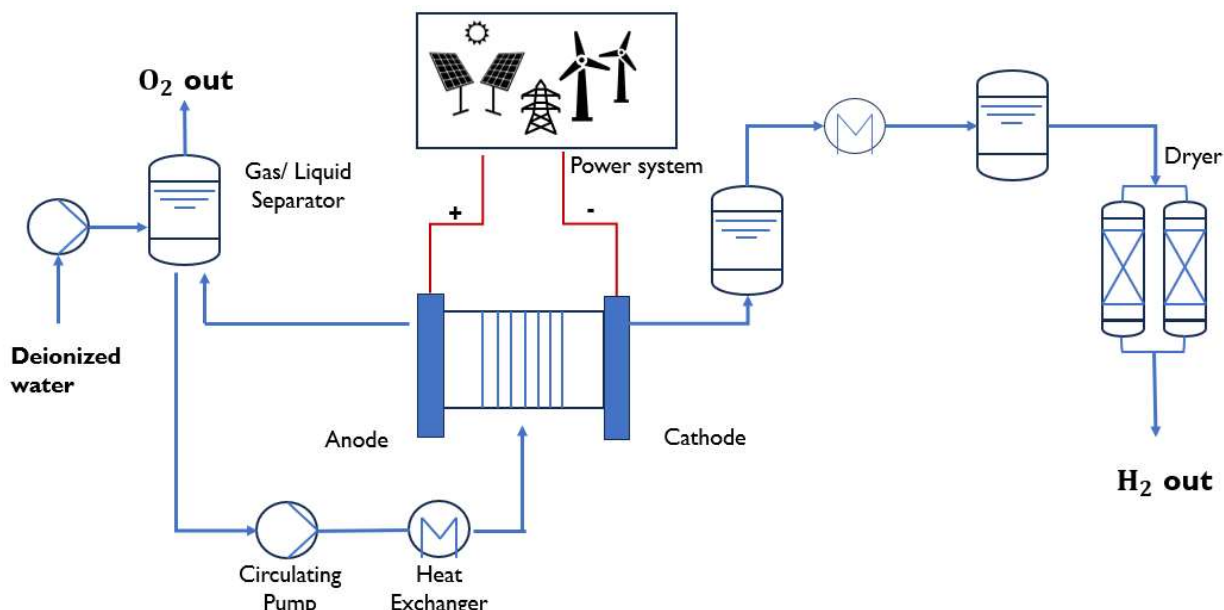 O₂ out
Gas/ Liquid
Separator
Power system
Dryer
+
-
Deionized
water
Anode
Cathode
H₂ out
Circulating
Pump
Heat
Exchanger